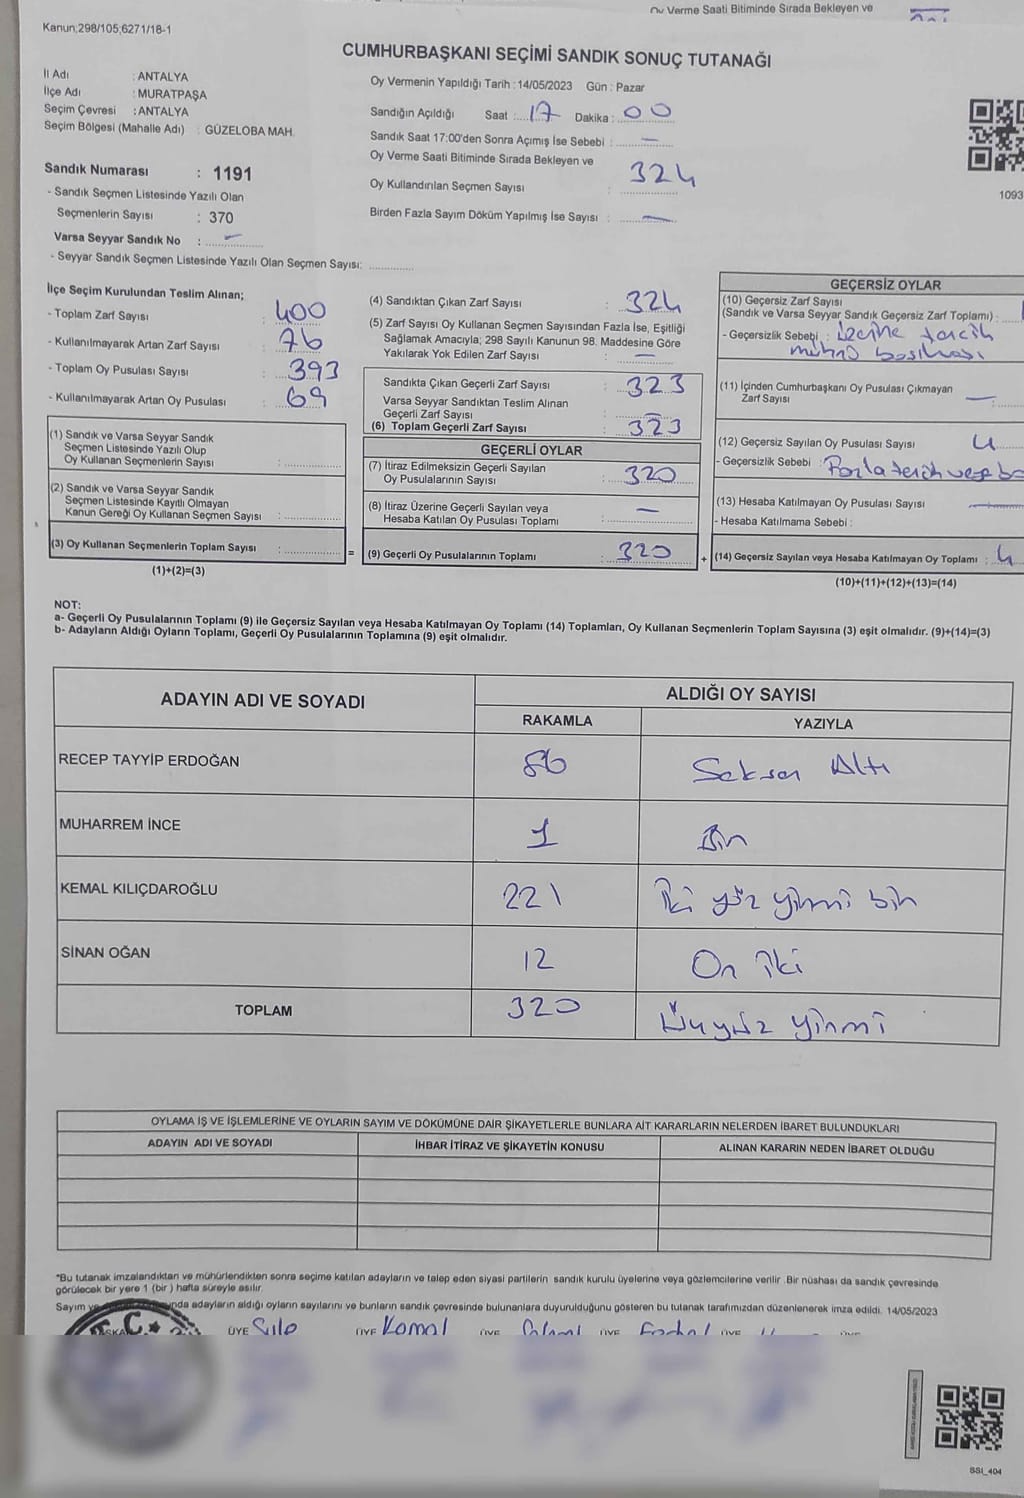 Oy Verme Saati Bitiminde Sırada Bekleyen ve
Kanun;298/105;6271/18-1
CUMHURBAŞKANI SEÇİMİ SANDIK SONUÇ TUTANAĞI
İl Adı : ANTALYA
İlçe Adı : MURATPAŞA
Seçim Çevresi : ANTALYA
Seçim Bölgesi (Mahalle Adı) : GÜZELOBA MAH.
Sandık Numarası : 1191
- Sandık Seçmen Listesinde Yazılı Olan
Seçmenlerin Sayısı : 370
Varsa Seyyar Sandık No : –
- Seyyar Sandık Seçmen Listesinde Yazılı Olan Seçmen Sayısı:
Oy Vermenin Yapıldığı Tarih : 14/05/2023 Gün : Pazar
Sandığın Açıldığı Saat : 17 Dakika : 00
Sandık Saat 17:00'den Sonra Açımış İse Sebebi : —
Oy Verme Saati Bitiminde Sırada Bekleyen ve
Oy Kullandırılan Seçmen Sayısı : 324
Birden Fazla Sayım Döküm Yapılmış İse Sayısı : —
1093
İlçe Seçim Kurulundan Teslim Alınan;
- Toplam Zarf Sayısı : 400
- Kullanılmayarak Artan Zarf Sayısı : 76
- Toplam Oy Pusulası Sayısı : 393
- Kullanılmayarak Artan Oy Pusulası : 69
(1) Sandık ve Varsa Seyyar Sandık
Seçmen Listesinde Yazılı Olup
Oy Kullanan Seçmenlerin Sayısı :
(2) Sandık ve Varsa Seyyar Sandık
Seçmen Listesinde Kayıtlı Olmayan
Kanun Gereği Oy Kullanan Seçmen Sayısı :
(3) Oy Kullanan Seçmenlerin Toplam Sayısı : =
(1)+(2)=(3)
(4) Sandıktan Çıkan Zarf Sayısı : 324
(5) Zarf Sayısı Oy Kullanan Seçmen Sayısından Fazla İse, Eşitliği
Sağlamak Amacıyla; 298 Sayılı Kanunun 98. Maddesine Göre
Yakılarak Yok Edilen Zarf Sayısı : —
Sandıkta Çıkan Geçerli Zarf Sayısı : 323
Varsa Seyyar Sandıktan Teslim Alınan
Geçerli Zarf Sayısı : –
(6) Toplam Geçerli Zarf Sayısı : 323
GEÇERLİ OYLAR
(7) İtiraz Edilmeksizin Geçerli Sayılan
Oy Pusulalarının Sayısı : 320
(8) İtiraz Üzerine Geçerli Sayılan veya
Hesaba Katılan Oy Pusulası Toplamı : —
(9) Geçerli Oy Pusulalarının Toplamı : 320 +
GEÇERSİZ OYLAR
(10) Geçersiz Zarf Sayısı
(Sandık ve Varsa Seyyar Sandık Geçersiz Zarf Toplamı) :
- Geçersizlik Sebebi : Üzerine tercih
mührü basılması
(11) İçinden Cumhurbaşkanı Oy Pusulası Çıkmayan
Zarf Sayısı : —
(12) Geçersiz Sayılan Oy Pusulası Sayısı 4
- Geçersizlik Sebebi : Fazla tercih
(13) Hesaba Katılmayan Oy Pusulası Sayısı —
- Hesaba Katılmama Sebebi :
(14) Geçersiz Sayılan veya Hesaba Katılmayan Oy Toplamı : 4
(10)+(11)+(12)+(13)=(14)
NOT:
a- Geçerli Oy Pusulalarının Toplamı (9) ile Geçersiz Sayılan veya Hesaba Katılmayan Oy Toplamı (14) Toplamları, Oy Kullanan Seçmenlerin Toplam Sayısına (3) eşit olmalıdır. (9)+(14)=(3)
b- Adayların Aldığı Oyların Toplamı, Geçerli Oy Pusulalarının Toplamına (9) eşit olmalıdır.
ADAYIN ADI VE SOYADI ALDIĞI OY SAYISI
RAKAMLA YAZIYLA
RECEP TAYYİP ERDOĞAN 86 Seksen Altı
MUHARREM İNCE 1 Bir
KEMAL KILIÇDAROĞLU 221 İki yüz yirmi bir
SİNAN OĞAN 12 On iki
TOPLAM 320 Üçyüz yirmi
OYLAMA İŞ VE İŞLEMLERİNE VE OYLARIN SAYIM VE DÖKÜMÜNE DAİR ŞİKAYETLERLE BUNLARA AİT KARARLARIN NELERDEN İBARET BULUNDUKLARI
ADAYIN ADI VE SOYADI İHBAR İTİRAZ VE ŞİKAYETİN KONUSU ALINAN KARARIN NEDEN İBARET OLDUĞU
*Bu tutanak imzalandıktan ve mühürlendikten sonra seçime katılan adayların ve talep eden siyasi partilerin sandık kurulu üyelerine veya gözlemcilerine verilir. Bir nüshası da sandık çevresinde
görülecek bir yere 1 (bir) hafta süreyle asılır.
Sayım ve adayların aldığı oyların sayılarını ve bunların sandık çevresinde bulunanlara duyurulduğunu gösteren bu tutanak tarafımızdan düzenlenerek imza edildi. 14/05/2023
T.C.
ÜYE ÜYE Kemal ÜYE ÜYE ÜYE ÜYE
BSI_404